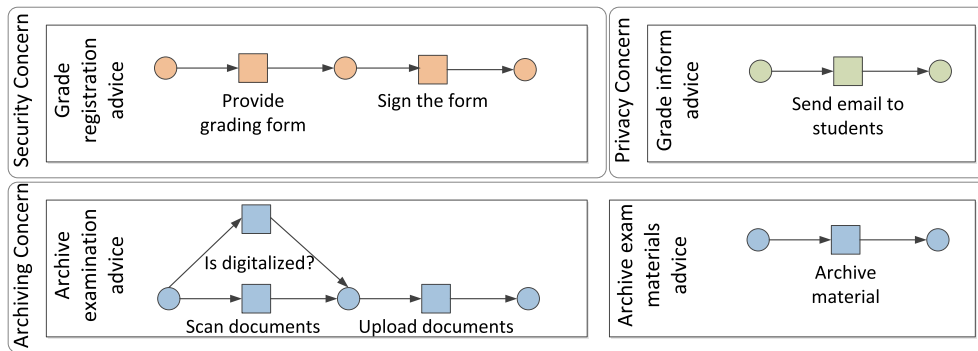 Security Concern
Grade
registration
advice
Provide
grading form
Sign the form
Privacy Concern
Grade inform
advice
Send email to
students
Archiving Concern
Archive
examination
advice
Is digitalized?
Scan documents
Upload documents
Archive exam
materials
advice
Archive
material